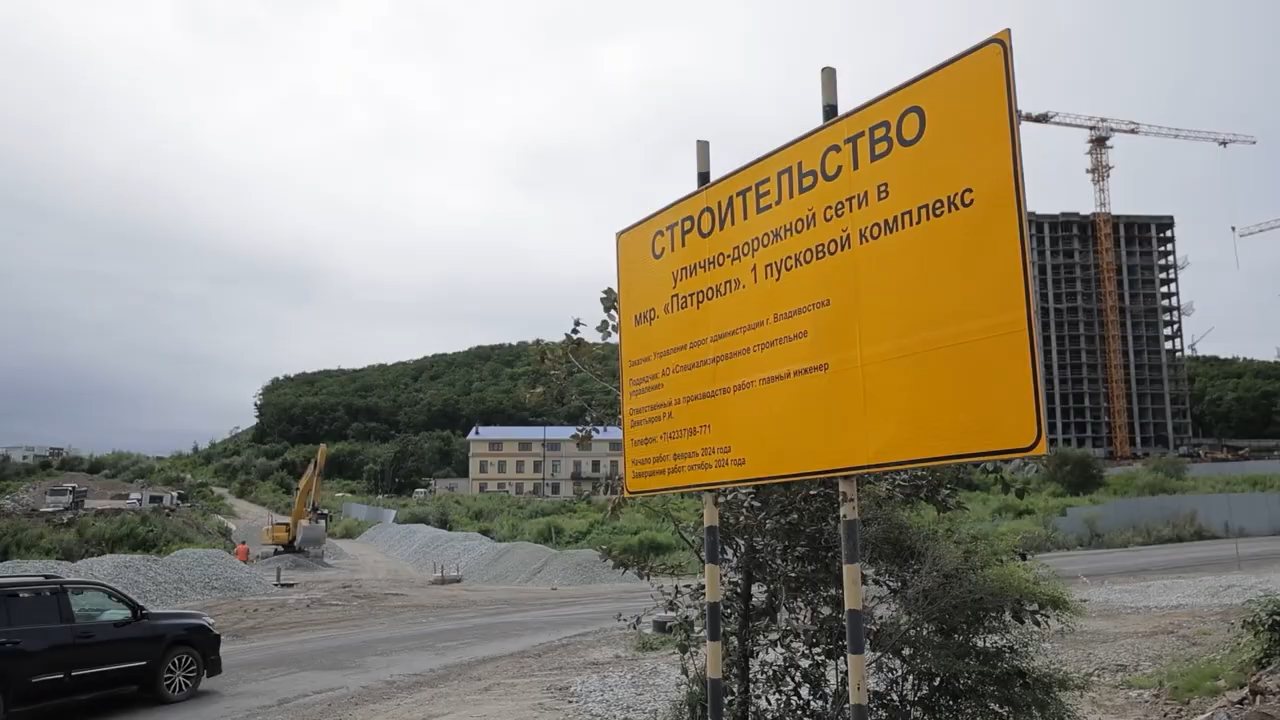 СТРОИТЕЛЬСТВО
улично-дорожной сети в
мкр. «Патрокл». 1 пусковой комплекс
Заказчик: Управление дорог администрации г. Владивостока
Подрядчик: АО «Специализированное строительное
управление»
Ответственный за производство работ: главный инженер
Деветьяров Р.И.
Телефон: +7(42337)98-771
Начало работ: февраль 2024 года
Завершение работ: октябрь 2024 года